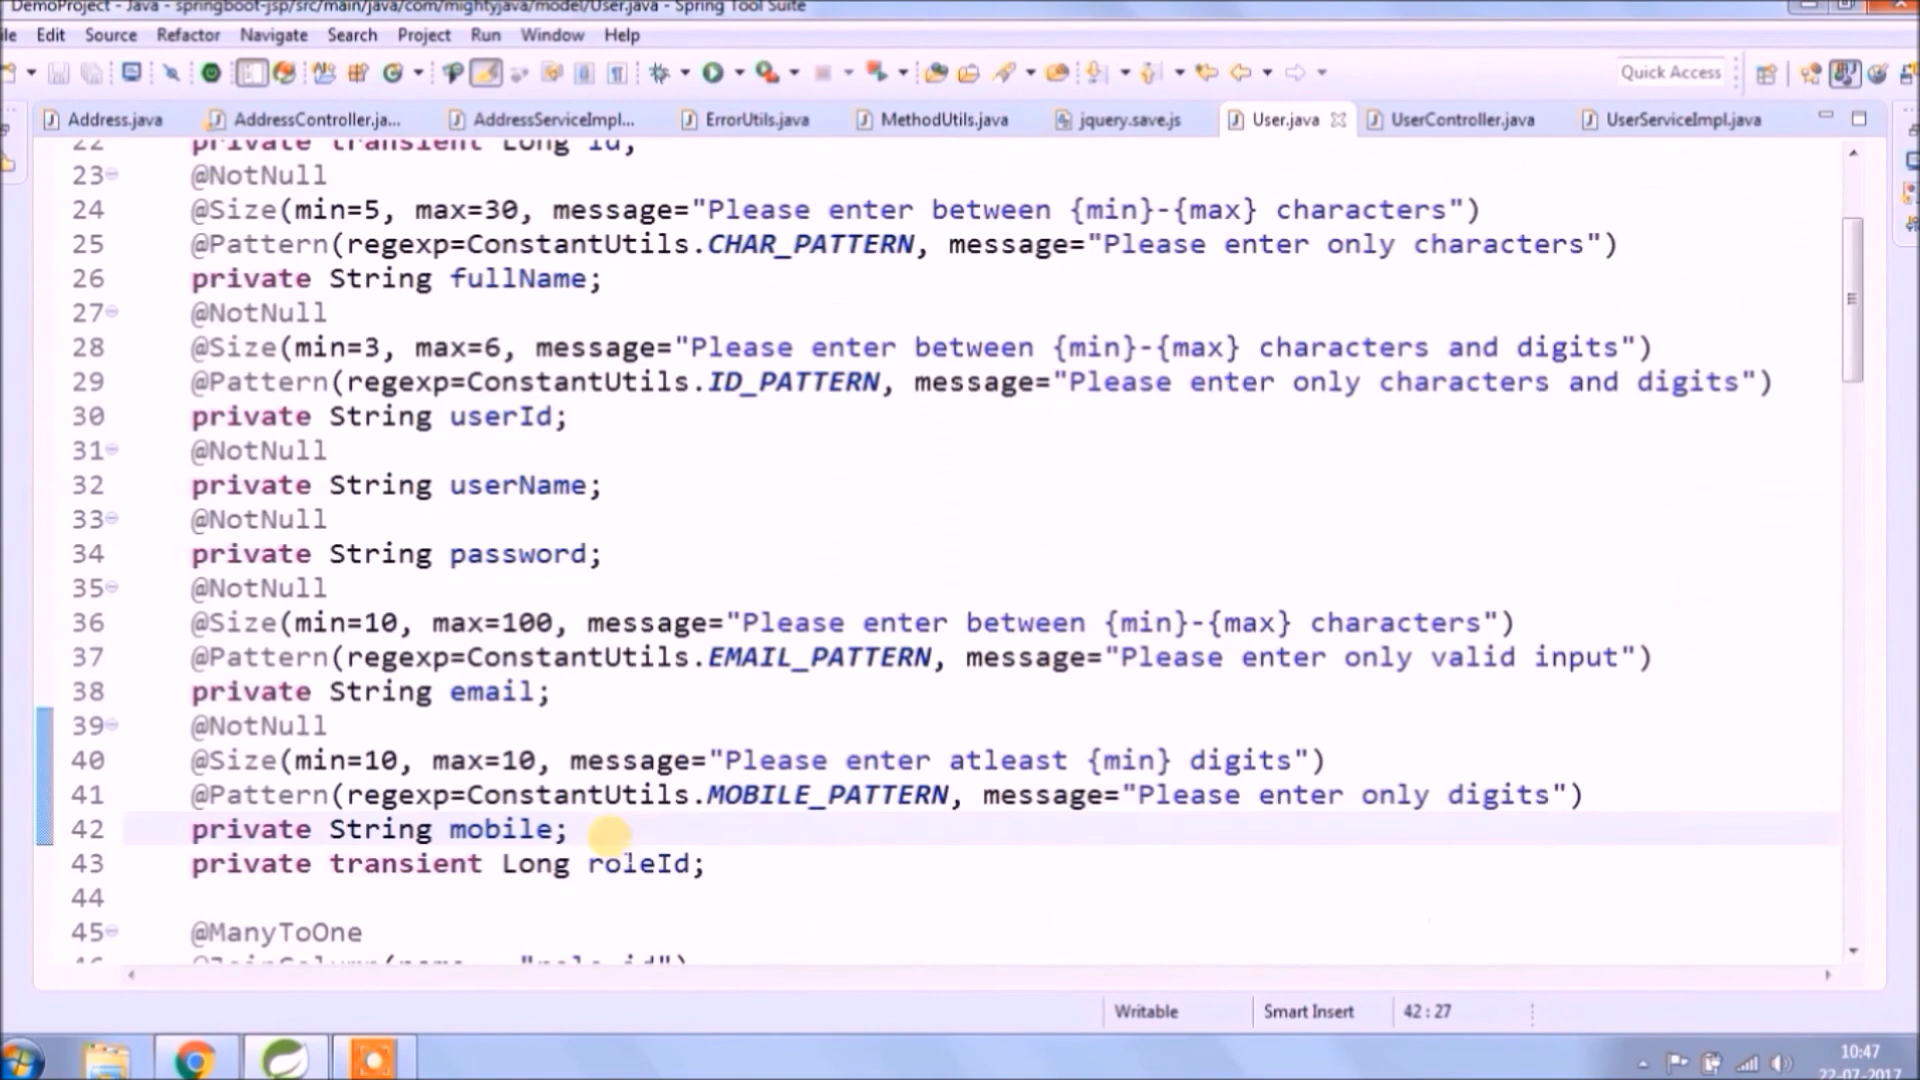 DemoProject - Java - springboot-jsp/src/main/java/com/mightyjava/model/User.java - Spring Tool Suite
Edit Source Refactor Navigate Search Project Run Window Help
Quick Access
Address.java AddressController.ja... AddressServiceImpl... ErrorUtils.java MethodUtils.java jquery.save.js User.java UserController.java UserServiceImpl.java
22 private transient Long id;
23 @NotNull
24 @Size(min=5, max=30, message="Please enter between {min}-{max} characters")
25 @Pattern(regexp=ConstantUtils.CHAR_PATTERN, message="Please enter only characters")
26 private String fullName;
27 @NotNull
28 @Size(min=3, max=6, message="Please enter between {min}-{max} characters and digits")
29 @Pattern(regexp=ConstantUtils.ID_PATTERN, message="Please enter only characters and digits")
30 private String userId;
31 @NotNull
32 private String userName;
33 @NotNull
34 private String password;
35 @NotNull
36 @Size(min=10, max=100, message="Please enter between {min}-{max} characters")
37 @Pattern(regexp=ConstantUtils.EMAIL_PATTERN, message="Please enter only valid input")
38 private String email;
39 @NotNull
40 @Size(min=10, max=10, message="Please enter atleast {min} digits")
41 @Pattern(regexp=ConstantUtils.MOBILE_PATTERN, message="Please enter only digits")
42 private String mobile;
43 private transient Long roleId;
44
45 @ManyToOne
Writable Smart Insert 42 : 27
10:47
22-07-2017